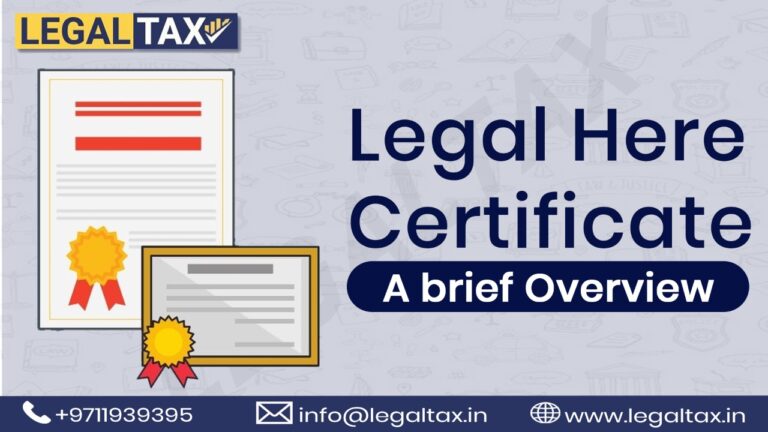 LEGALTAX
Legal Here
Certificate
A brief Overview
+9711939395
info@legaltax.in
www.legaltax.in